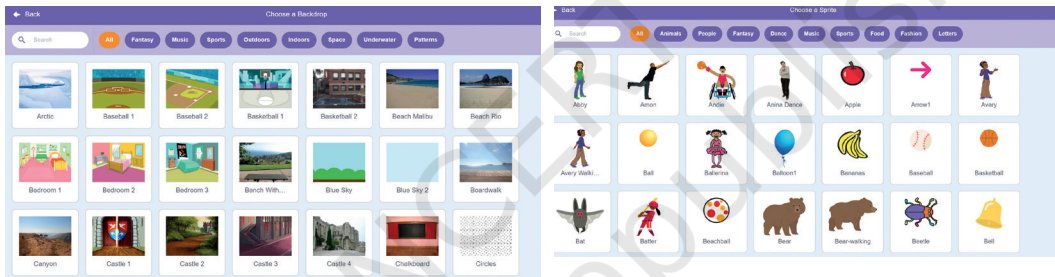 ← Back
Choose a Backdrop
Search
All Fantasy Music Sports Outdoors Indoors Space Underwater Patterns
Arctic Baseball 1 Baseball 2 Basketball 1 Basketball 2 Beach Malibu Beach Rio
Bedroom 1 Bedroom 2 Bedroom 3 Bench With... Blue Sky Blue Sky 2 Boardwalk
Canyon Castle 1 Castle 2 Castle 3 Castle 4 Chalkboard Circles
← Back
Choose a Sprite
Search
All Animals People Fantasy Dance Music Sports Food Fashion Letters
Abby Amon Andie Anina Dance Apple Arrow1 Avery
Avery Walki... Ball Ballerina Balloon1 Bananas Baseball Basketball
Bat Batter Beachball Bear Bear-walking Beetle Bell